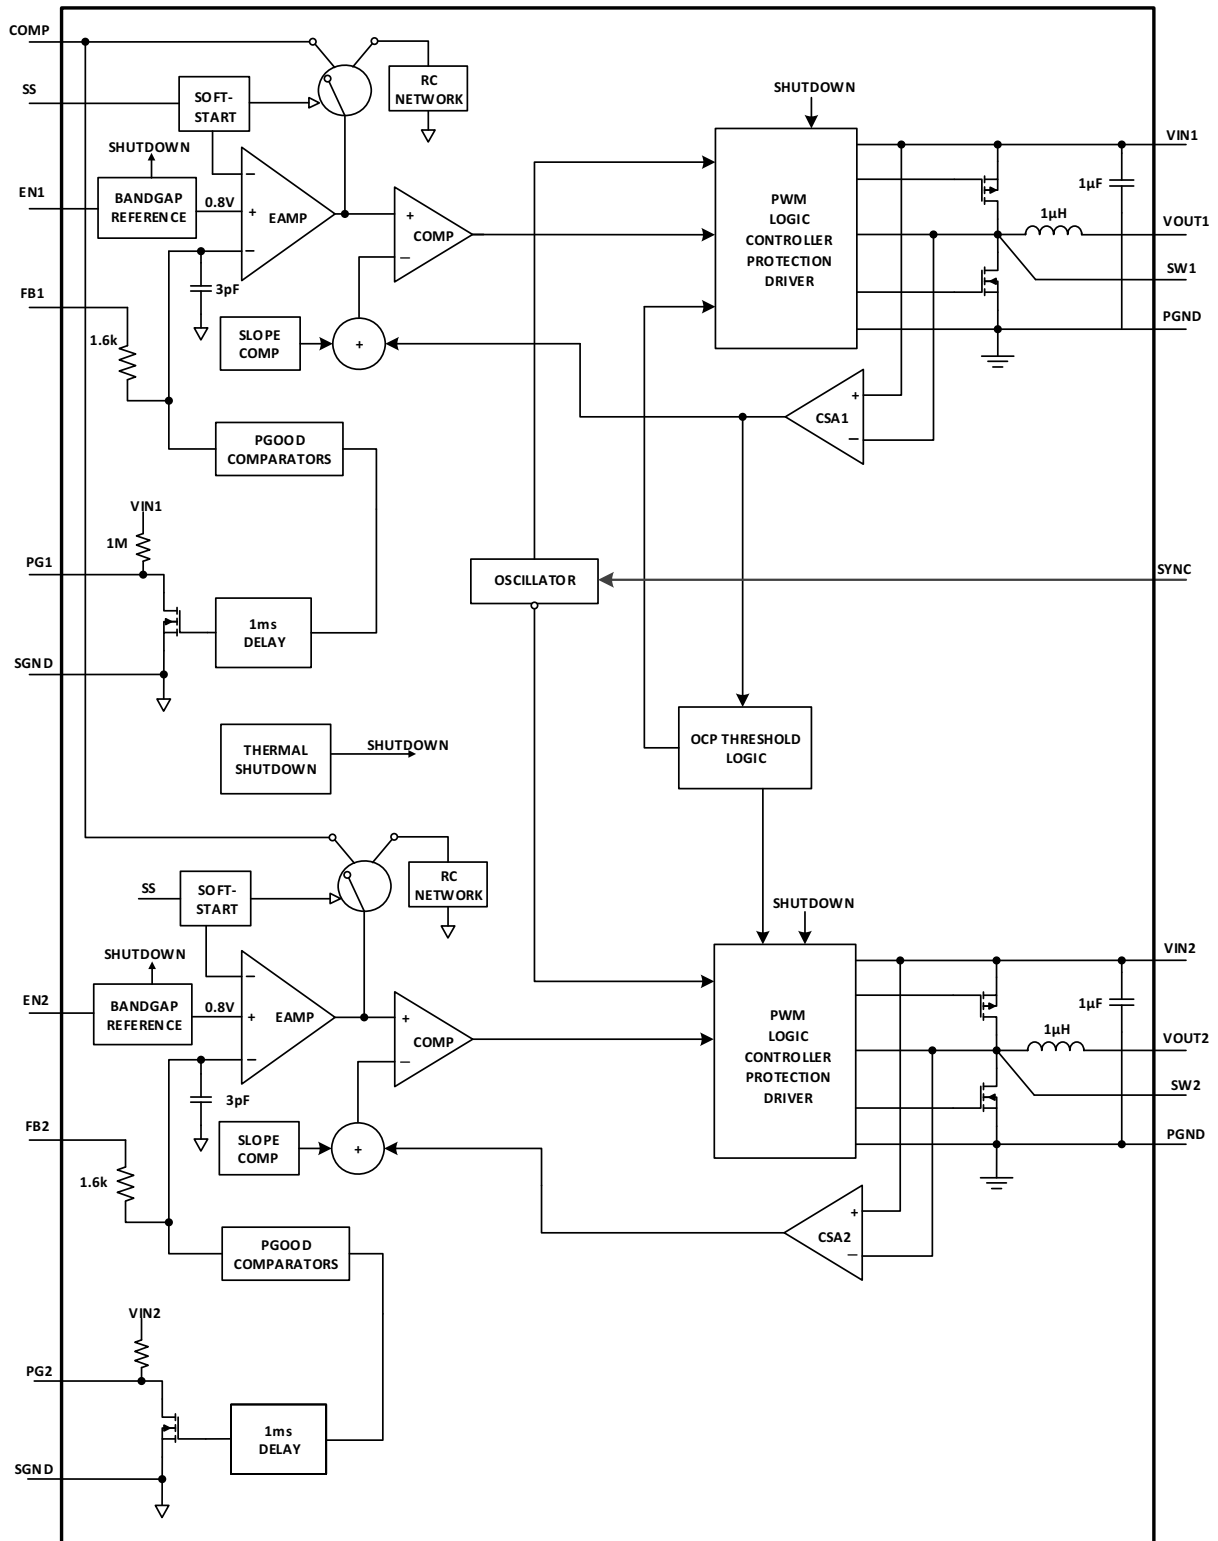 COMP
SS
SOFT-
START
RC
NETWORK
SHUTDOWN
SHUTDOWN
EN1
BANDGAP
REFERENCE
0.8V
−
+
−
EAMP
3pF
+
−
COMP
FB1
1.6k
SLOPE
COMP
+
PWM
LOGIC
CONTROLLER
PROTECTION
DRIVER
VIN1
1µF
1µH
VOUT1
SW1
PGND
+
−
CSA1
PGOOD
COMPARATORS
VIN1
1M
PG1
1ms
DELAY
SGND
OSCILLATOR
SYNC
THERMAL
SHUTDOWN
SHUTDOWN
OCP THRESHOLD
LOGIC
SS
SOFT-
START
RC
NETWORK
SHUTDOWN
SHUTDOWN
EN2
BANDGAP
REFERENCE
0.8V
−
+
−
EAMP
3pF
+
−
COMP
FB2
1.6k
SLOPE
COMP
+
PWM
LOGIC
CONTROLLER
PROTECTION
DRIVER
VIN2
1µF
1µH
VOUT2
SW2
PGND
+
−
CSA2
PGOOD
COMPARATORS
VIN2
PG2
1ms
DELAY
SGND